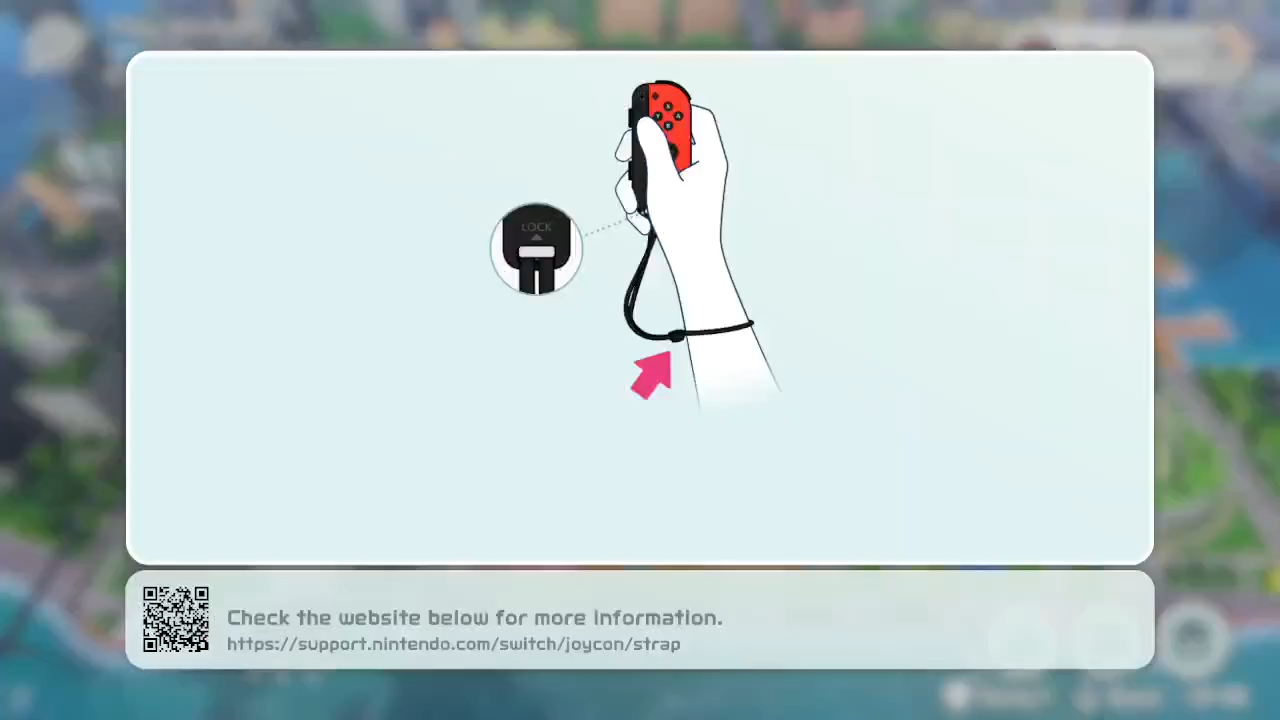 LOCK
Check the website below for more information.
https://support.nintendo.com/switch/joycon/strap